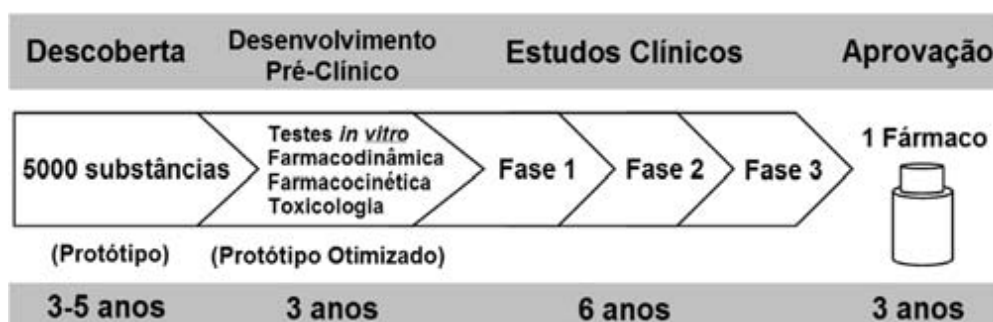 Descoberta
Desenvolvimento
Pré-Clínico
Estudos Clínicos
Aprovação
5000 substâncias
Testes in vitro
Farmacodinâmica
Farmacocinética
Toxicologia
Fase 1
Fase 2
Fase 3
1 Fármaco
(Protótipo)
(Protótipo Otimizado)
3-5 anos
3 anos
6 anos
3 anos